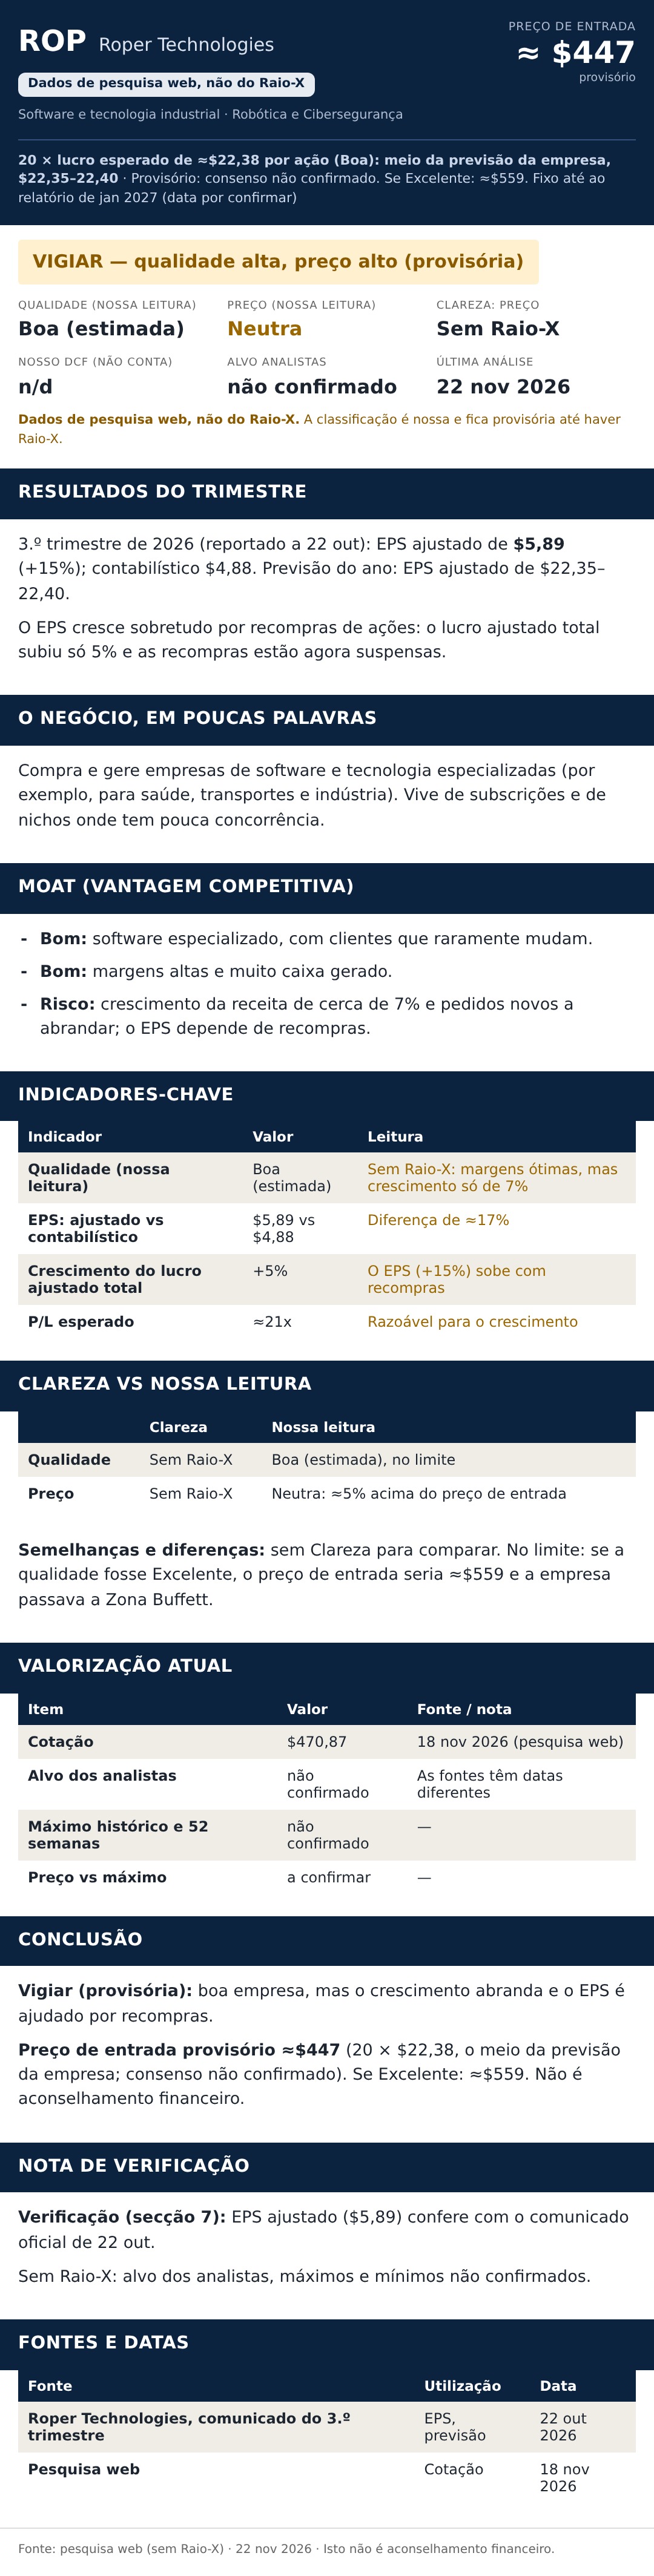 ROP Roper Technologies
PREÇO DE ENTRADA
≈ $447
provisório
Dados de pesquisa web, não do Raio-X
Software e tecnologia industrial · Robótica e Cibersegurança
20 × lucro esperado de ≈$22,38 por ação (Boa): meio da previsão da empresa,
$22,35–22,40 · Provisório: consenso não confirmado. Se Excelente: ≈$559. Fixo até ao
relatório de jan 2027 (data por confirmar)
VIGIAR — qualidade alta, preço alto (provisória)
QUALIDADE (NOSSA LEITURA) PREÇO (NOSSA LEITURA) CLAREZA: PREÇO
Boa (estimada) Neutra Sem Raio-X
NOSSO DCF (NÃO CONTA) ALVO ANALISTAS ÚLTIMA ANÁLISE
n/d não confirmado 22 nov 2026
Dados de pesquisa web, não do Raio-X. A classificação é nossa e fica provisória até haver
Raio-X.
RESULTADOS DO TRIMESTRE
3.º trimestre de 2026 (reportado a 22 out): EPS ajustado de $5,89
(+15%); contabilístico $4,88. Previsão do ano: EPS ajustado de $22,35–
22,40.
O EPS cresce sobretudo por recompras de ações: o lucro ajustado total
subiu só 5% e as recompras estão agora suspensas.
O NEGÓCIO, EM POUCAS PALAVRAS
Compra e gere empresas de software e tecnologia especializadas (por
exemplo, para saúde, transportes e indústria). Vive de subscrições e de
nichos onde tem pouca concorrência.
MOAT (VANTAGEM COMPETITIVA)
- Bom: software especializado, com clientes que raramente mudam.
- Bom: margens altas e muito caixa gerado.
- Risco: crescimento da receita de cerca de 7% e pedidos novos a
abrandar; o EPS depende de recompras.
INDICADORES-CHAVE
Indicador Valor Leitura
Qualidade (nossa Boa Sem Raio-X: margens ótimas, mas
leitura) (estimada) crescimento só de 7%
EPS: ajustado vs $5,89 vs Diferença de ≈17%
contabilístico $4,88
Crescimento do lucro +5% O EPS (+15%) sobe com
ajustado total recompras
P/L esperado ≈21x Razoável para o crescimento
CLAREZA VS NOSSA LEITURA
Clareza Nossa leitura
Qualidade Sem Raio-X Boa (estimada), no limite
Preço Sem Raio-X Neutra: ≈5% acima do preço de entrada
Semelhanças e diferenças: sem Clareza para comparar. No limite: se a
qualidade fosse Excelente, o preço de entrada seria ≈$559 e a empresa
passava a Zona Buffett.
VALORIZAÇÃO ATUAL
Item Valor Fonte / nota
Cotação $470,87 18 nov 2026 (pesquisa web)
Alvo dos analistas não As fontes têm datas
confirmado diferentes
Máximo histórico e 52 não —
semanas confirmado
Preço vs máximo a confirmar —
CONCLUSÃO
Vigiar (provisória): boa empresa, mas o crescimento abranda e o EPS é
ajudado por recompras.
Preço de entrada provisório ≈$447 (20 × $22,38, o meio da previsão
da empresa; consenso não confirmado). Se Excelente: ≈$559. Não é
aconselhamento financeiro.
NOTA DE VERIFICAÇÃO
Verificação (secção 7): EPS ajustado ($5,89) confere com o comunicado
oficial de 22 out.
Sem Raio-X: alvo dos analistas, máximos e mínimos não confirmados.
FONTES E DATAS
Fonte Utilização Data
Roper Technologies, comunicado do 3.º EPS, 22 out
trimestre previsão 2026
Pesquisa web Cotação 18 nov
2026
Fonte: pesquisa web (sem Raio-X) · 22 nov 2026 · Isto não é aconselhamento financeiro.